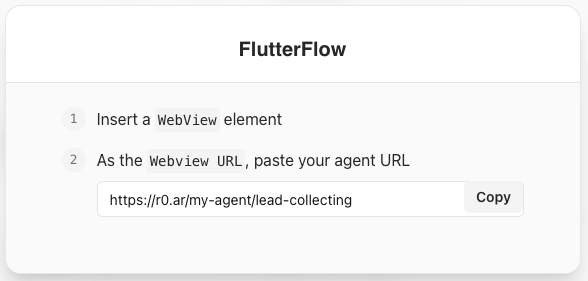 FlutterFlow
1 Insert a WebView element
2 As the Webview URL, paste your agent URL
https://r0.ar/my-agent/lead-collecting Copy